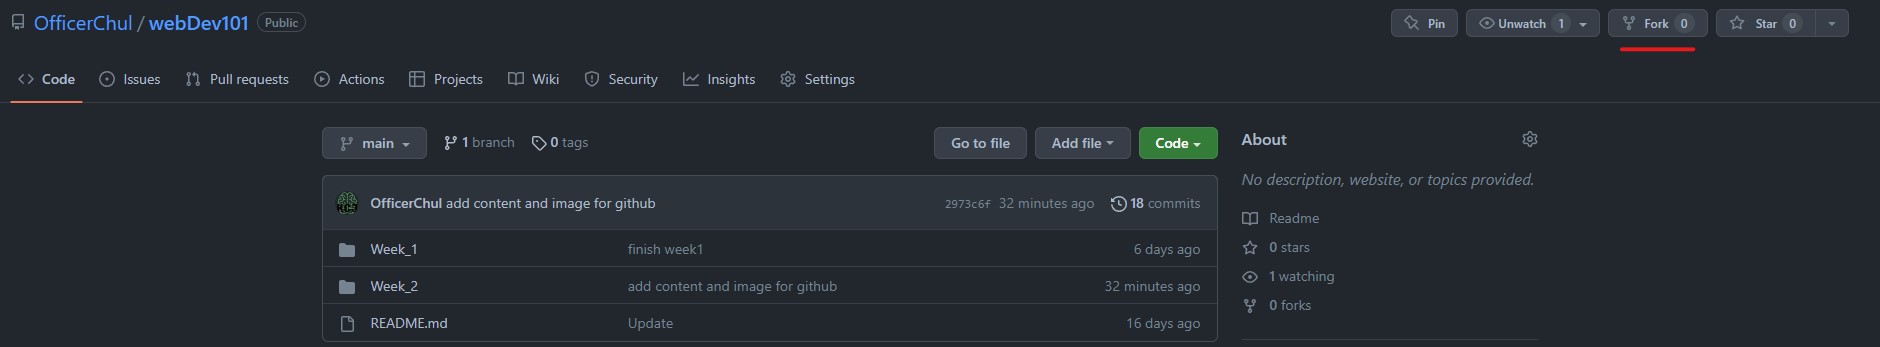 OfficerChul / webDev101 Public Pin Unwatch 1 Fork 0 Star 0
Code Issues Pull requests Actions Projects Wiki Security Insights Settings
main 1 branch 0 tags Go to file Add file Code
OfficerChul add content and image for github 2973c6f 32 minutes ago 18 commits
Week_1 finish week1 6 days ago
Week_2 add content and image for github 32 minutes ago
README.md Update 16 days ago
About
No description, website, or topics provided.
Readme
0 stars
1 watching
0 forks